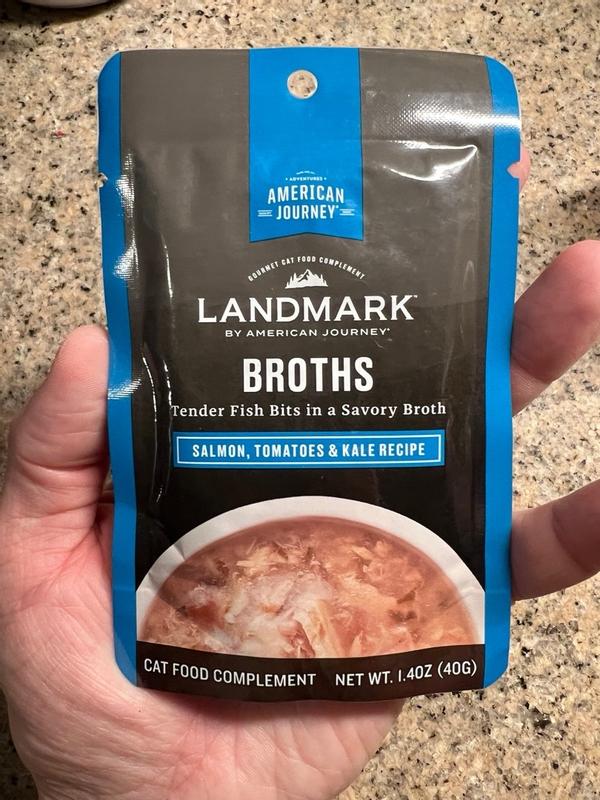 ADVENTURES
AMERICAN
JOURNEY
GOURMET CAT FOOD COMPLEMENT
LANDMARK™
BY AMERICAN JOURNEY®
BROTHS
Tender Fish Bits in a Savory Broth
SALMON, TOMATOES & KALE RECIPE
CAT FOOD COMPLEMENT NET WT. 1.4OZ (40G)